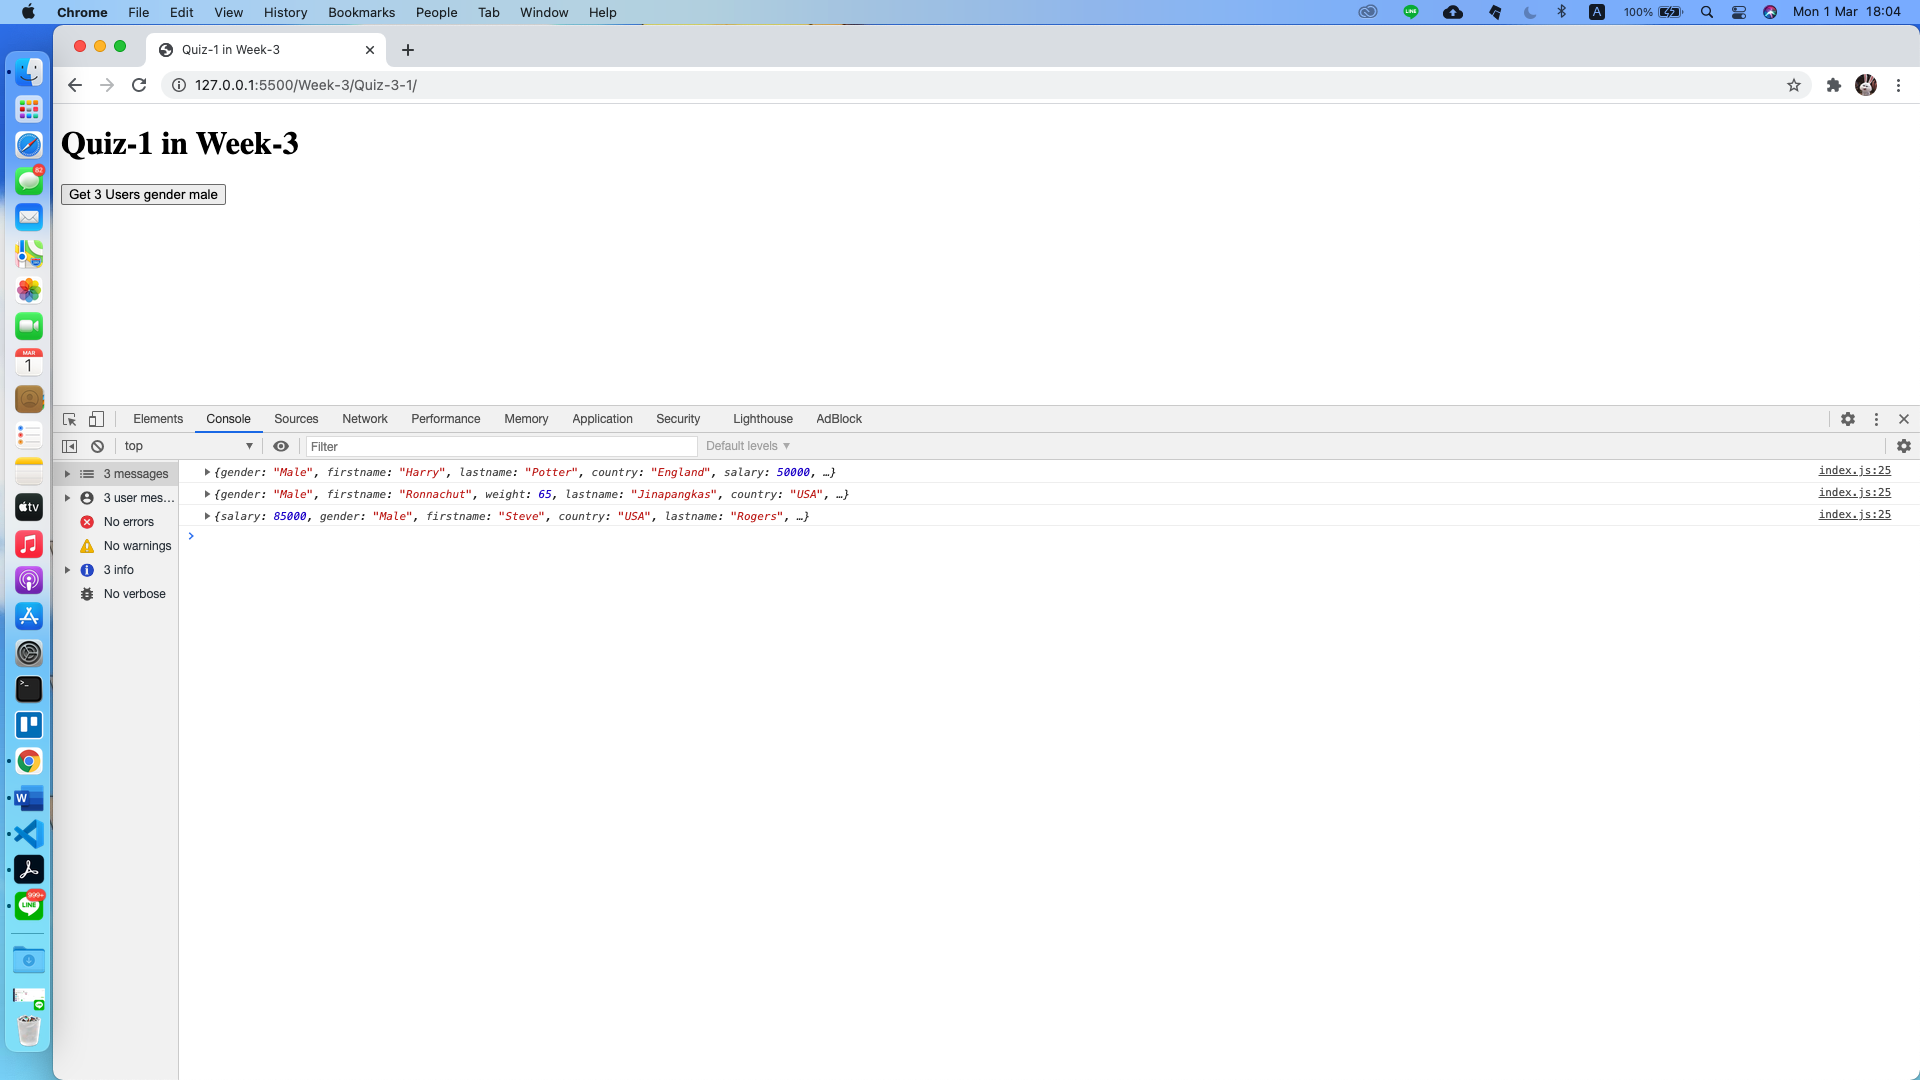 Chrome File Edit View History Bookmarks People Tab Window Help
LINE A 100% Mon 1 Mar 18:04
Quiz-1 in Week-3
127.0.0.1:5500/Week-3/Quiz-3-1/
Quiz-1 in Week-3
Get 3 Users gender male
82
MAR
1
tv
>_
W
999+
LINE
Elements Console Sources Network Performance Memory Application Security Lighthouse AdBlock
top Filter Default levels
3 messages
3 user mes...
No errors
No warnings
3 info
No verbose
{gender: "Male", firstname: "Harry", lastname: "Potter", country: "England", salary: 50000, …} index.js:25
{gender: "Male", firstname: "Ronnachut", weight: 65, lastname: "Jinapangkas", country: "USA", …} index.js:25
{salary: 85000, gender: "Male", firstname: "Steve", country: "USA", lastname: "Rogers", …} index.js:25